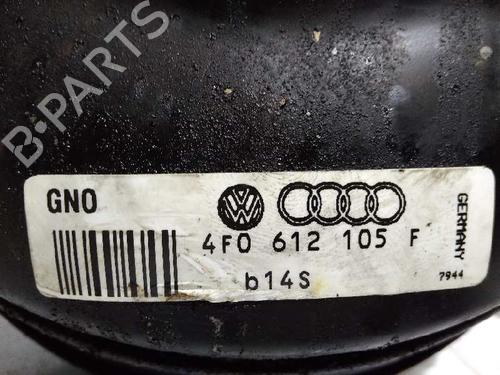 B-PARTS
GNO
4F0 612 105 F
b14S
GERMANY
7944